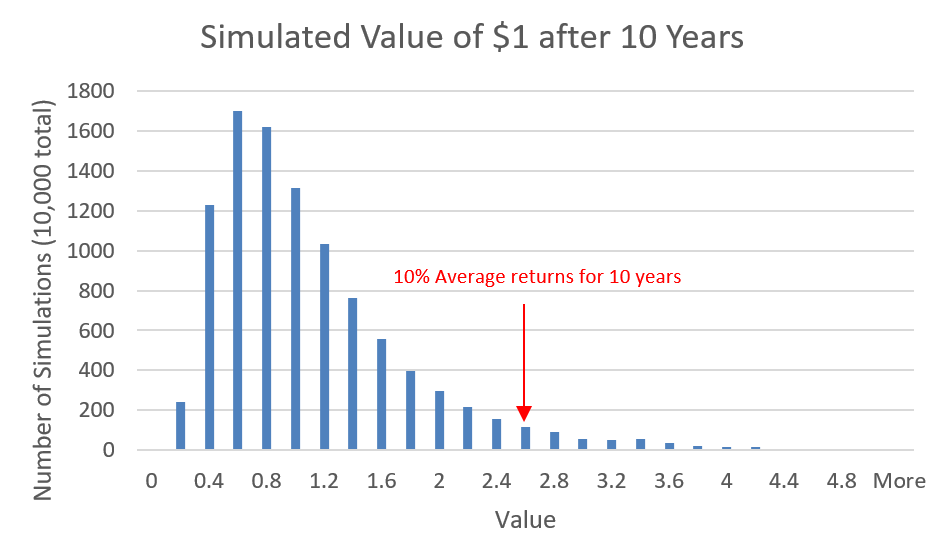 Simulated Value of $1 after 10 Years
Number of Simulations (10,000 total)
1800
1600
1400
1200
1000
800
600
400
200
0
10% Average returns for 10 years
0 0.4 0.8 1.2 1.6 2 2.4 2.8 3.2 3.6 4 4.4 4.8 More
Value